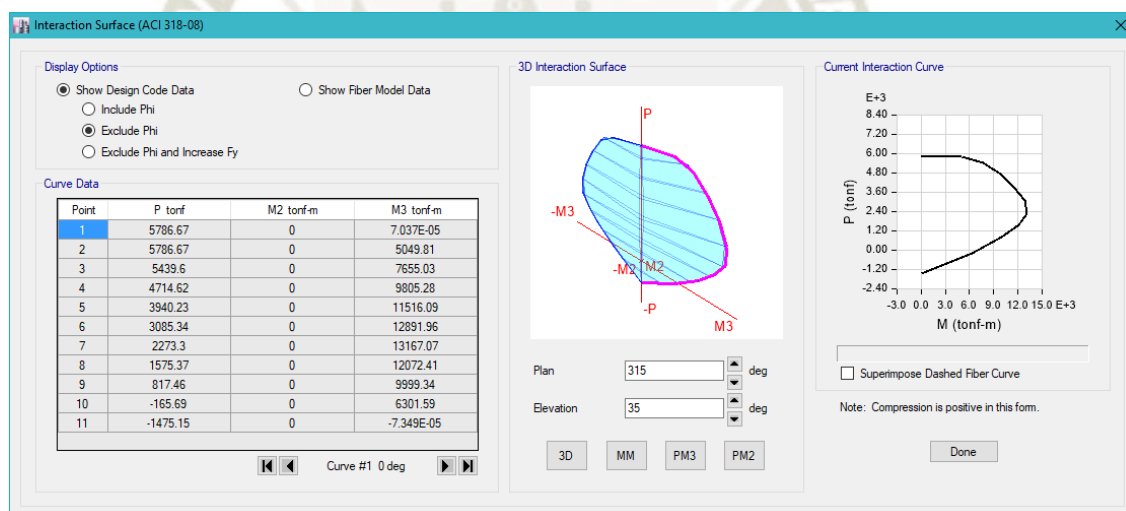 Interaction Surface (ACI 318-08)
Display Options
Show Design Code Data
Show Fiber Model Data
Include Phi
Exclude Phi
Exclude Phi and Increase Fy
Curve Data
Point P tonf M2 tonf-m M3 tonf-m
1 5786.67 0 7.037E-05
2 5786.67 0 5049.81
3 5439.6 0 7655.03
4 4714.62 0 9805.28
5 3940.23 0 11516.09
6 3085.34 0 12891.96
7 2273.3 0 13167.07
8 1575.37 0 12072.41
9 817.46 0 9999.34
10 -165.69 0 6301.59
11 -1475.15 0 -7.349E-05
Curve #1 0 deg
3D Interaction Surface
P
-M3
-M2
M2
-P
M3
Plan 315 deg
Elevation 35 deg
3D MM PM3 PM2
Current Interaction Curve
E+3
8.40
7.20
6.00
4.80
3.60
2.40
1.20
0.00
-1.20
-2.40
P (tonf)
-3.0 0.0 3.0 6.0 9.0 12.0 15.0 E+3
M (tonf-m)
Superimpose Dashed Fiber Curve
Note: Compression is positive in this form.
Done